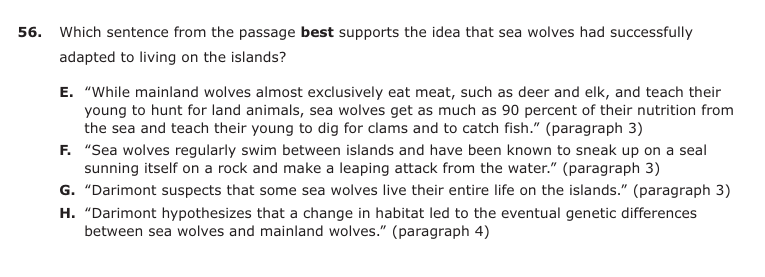 56. Which sentence from the passage best supports the idea that sea wolves had successfully
adapted to living on the islands?
E. “While mainland wolves almost exclusively eat meat, such as deer and elk, and teach their
young to hunt for land animals, sea wolves get as much as 90 percent of their nutrition from
the sea and teach their young to dig for clams and to catch fish.” (paragraph 3)
F. “Sea wolves regularly swim between islands and have been known to sneak up on a seal
sunning itself on a rock and make a leaping attack from the water.” (paragraph 3)
G. “Darimont suspects that some sea wolves live their entire life on the islands.” (paragraph 3)
H. “Darimont hypothesizes that a change in habitat led to the eventual genetic differences
between sea wolves and mainland wolves.” (paragraph 4)